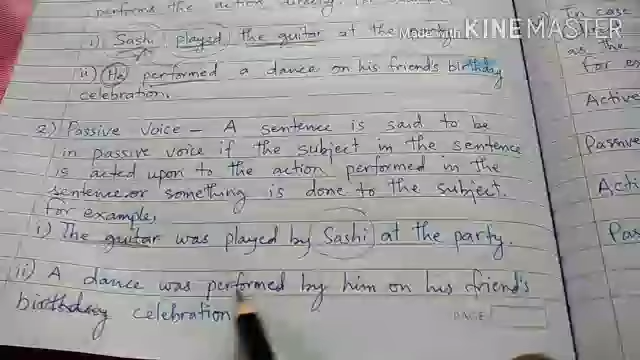 performs the action
i) Sashi played the guitar at the party
Made with KINEMASTER
ii) He performed a dance on his friend's birthday
celebration.
2) Passive Voice - A sentence is said to be
in passive voice if the subject in the sentence
is acted upon to the action performed in the
sentence or something is done to the subject.
for example,
i) The guitar was played by Sashi at the party.
ii) A dance was performed by him on his friend's
birthday celebration
PAGE
In case
as the
for e
Active
Passive
Acti
Pas